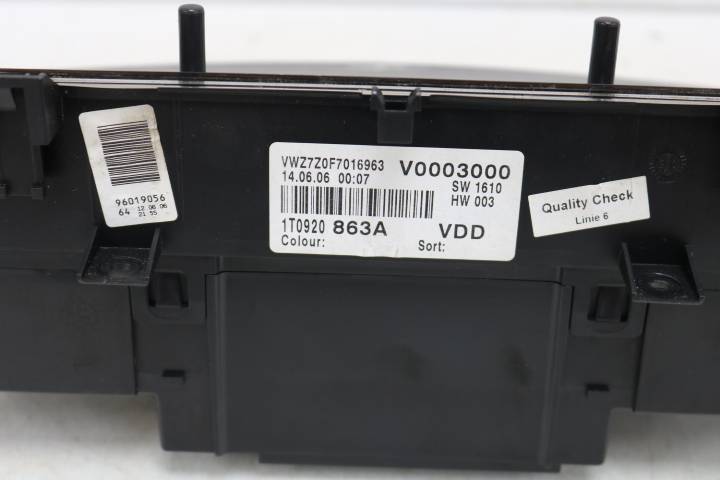 96019056
64 12 06 06
21 55
VWZ7Z0F7016963 V0003000
14.06.06 00:07 SW 1610
HW 003
1T0920 863A VDD
Colour: Sort:
Quality Check
Linie 6